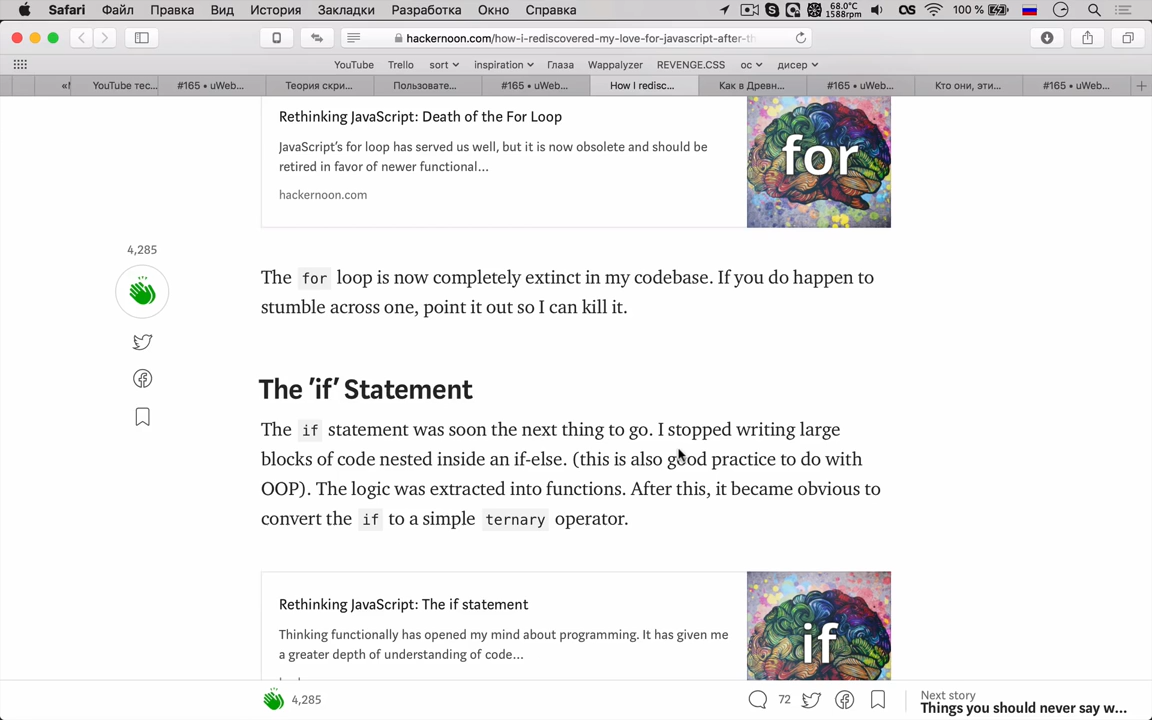 Safari Файл Правка Вид История Закладки Разработка Окно Справка 68.0°C 1588rpm 100 %
hackernoon.com/how-i-rediscovered-my-love-for-javascript-after-th
YouTube Trello sort inspiration Глаза Wappalyzer REVENGE.CSS ос дисер
YouTube тес... #165 • uWeb... Теория скри... Пользовате... #165 • uWeb... How I redisc... Как в Древн... #165 • uWeb... Кто они, эти... #165 • uWeb...
Rethinking JavaScript: Death of the For Loop
JavaScript's for loop has served us well, but it is now obsolete and should be
retired in favor of newer functional...
hackernoon.com
for
4,285
The for loop is now completely extinct in my codebase. If you do happen to
stumble across one, point it out so I can kill it.
The 'if' Statement
The if statement was soon the next thing to go. I stopped writing large
blocks of code nested inside an if-else. (this is also good practice to do with
OOP). The logic was extracted into functions. After this, it became obvious to
convert the if to a simple ternary operator.
Rethinking JavaScript: The if statement
Thinking functionally has opened my mind about programming. It has given me
a greater depth of understanding of code...
if
4,285
72
Next story
Things you should never say w...